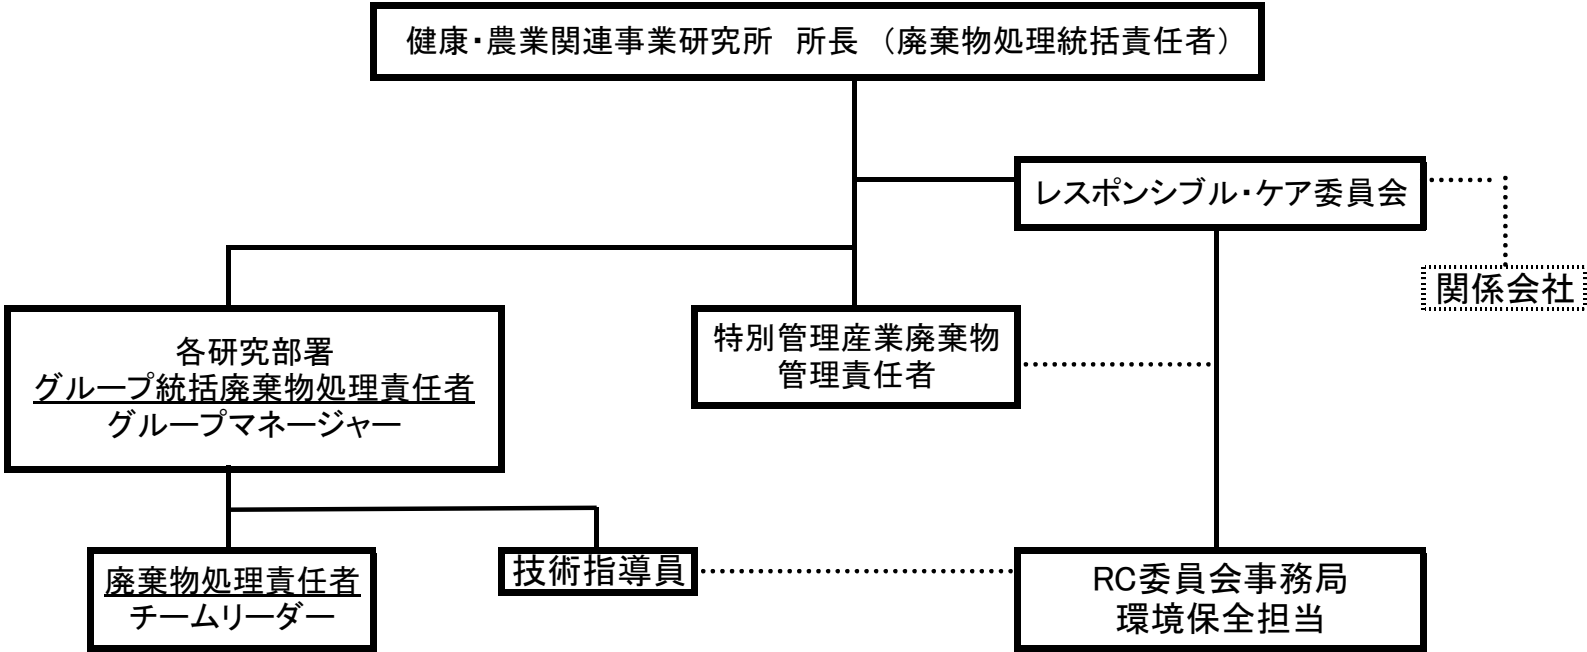 健康・農業関連事業研究所　所長　（廃棄物処理統括責任者）
レスポンシブル・ケア委員会
関係会社
各研究部署
グループ統括廃棄物処理責任者
グループマネージャー
特別管理産業廃棄物
管理責任者
廃棄物処理責任者
チームリーダー
技術指導員
RC委員会事務局
環境保全担当